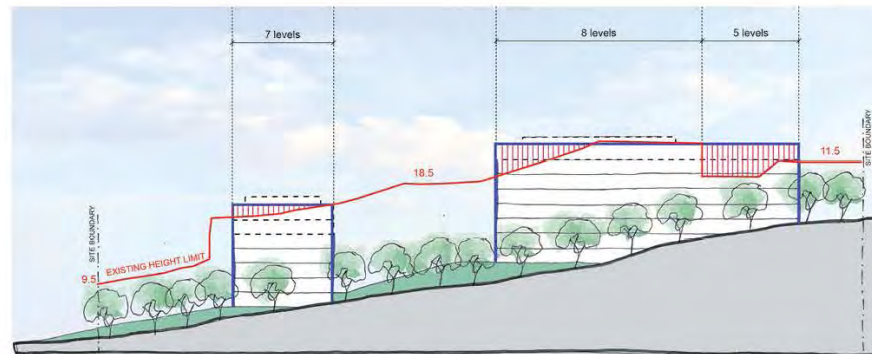 7 levels
8 levels
5 levels
SITE BOUNDARY
9.5
EXISTING HEIGHT LIMIT
18.5
11.5
SITE BOUNDARY